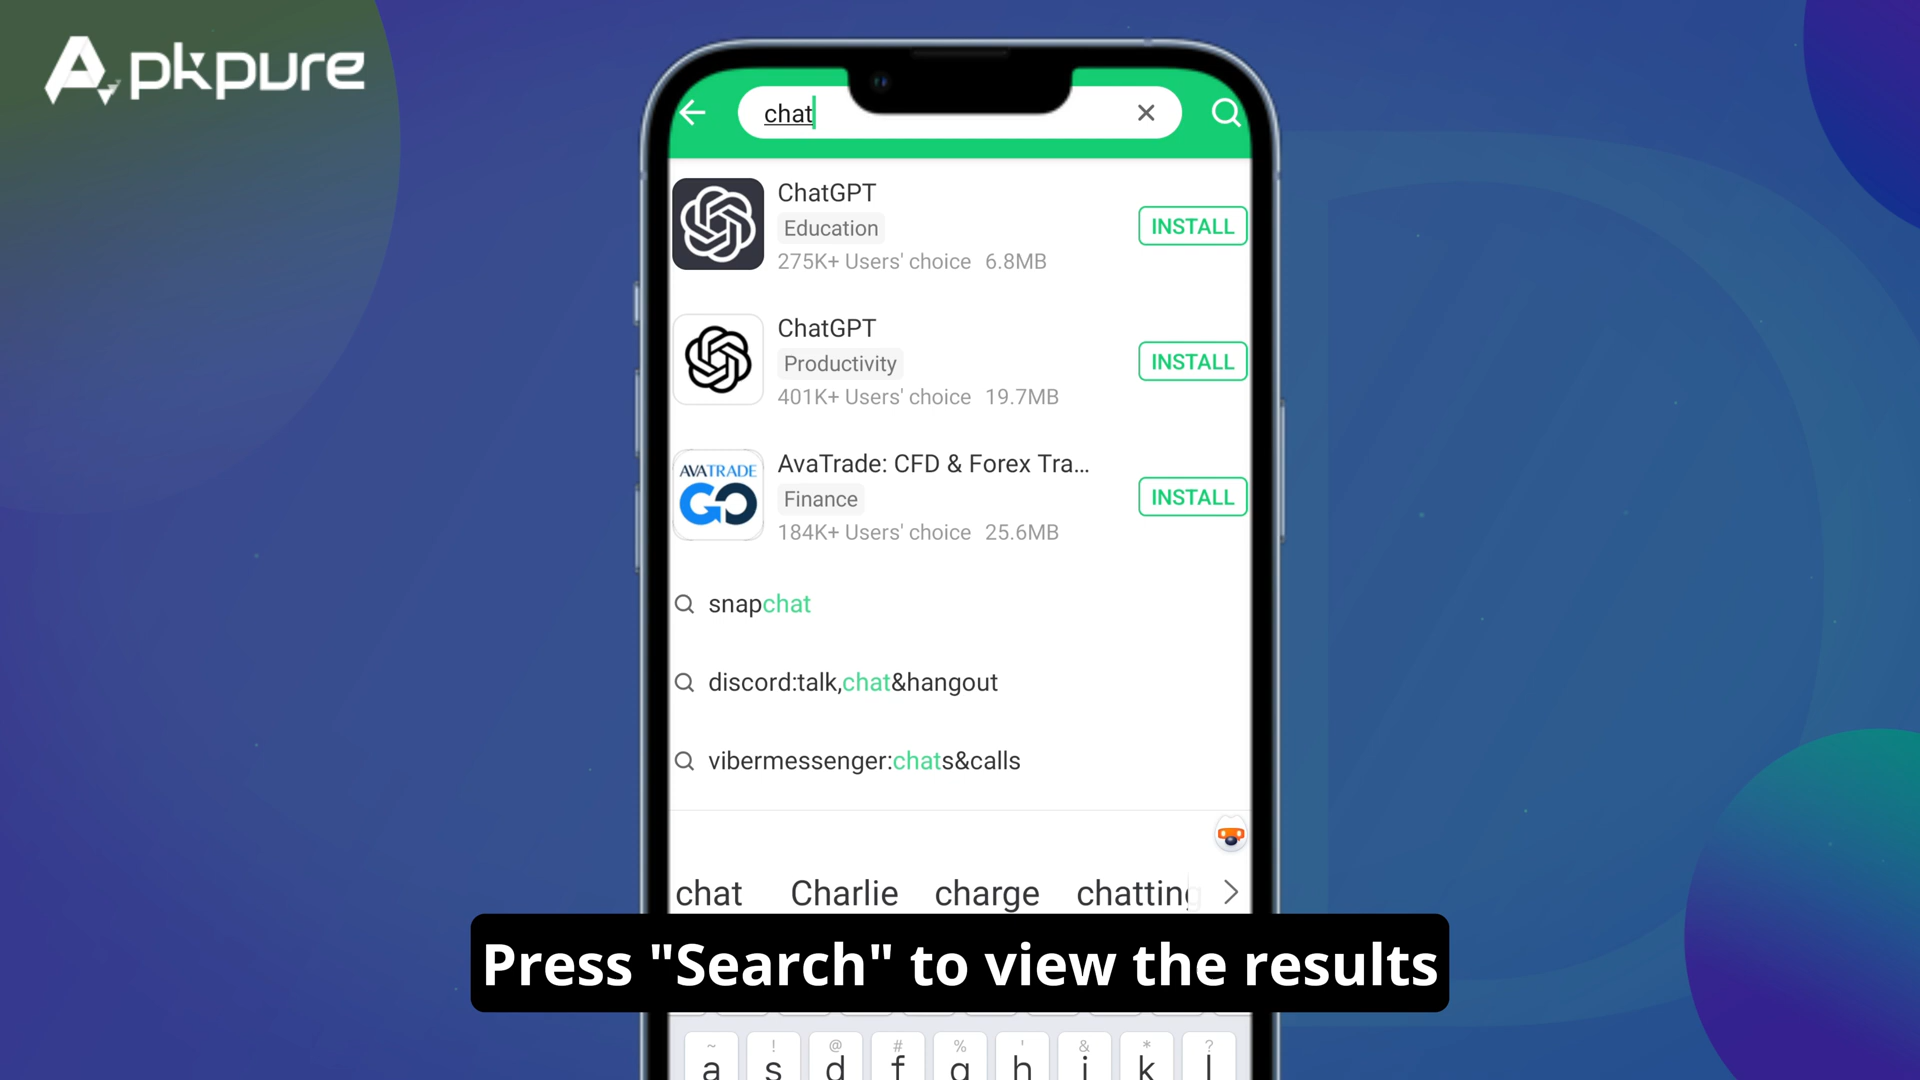 Apkpure
chat
ChatGPT
Education
275K+ Users' choice 6.8MB
INSTALL
ChatGPT
Productivity
401K+ Users' choice 19.7MB
INSTALL
AVATRADE
GO
AvaTrade: CFD & Forex Tra...
Finance
184K+ Users' choice 25.6MB
INSTALL
snapchat
discord:talk,chat&hangout
vibermessenger:chats&calls
chat Charlie charge chatting
Press "Search" to view the results
~ ! @ # % ' & * ?
a s d f g h j k l